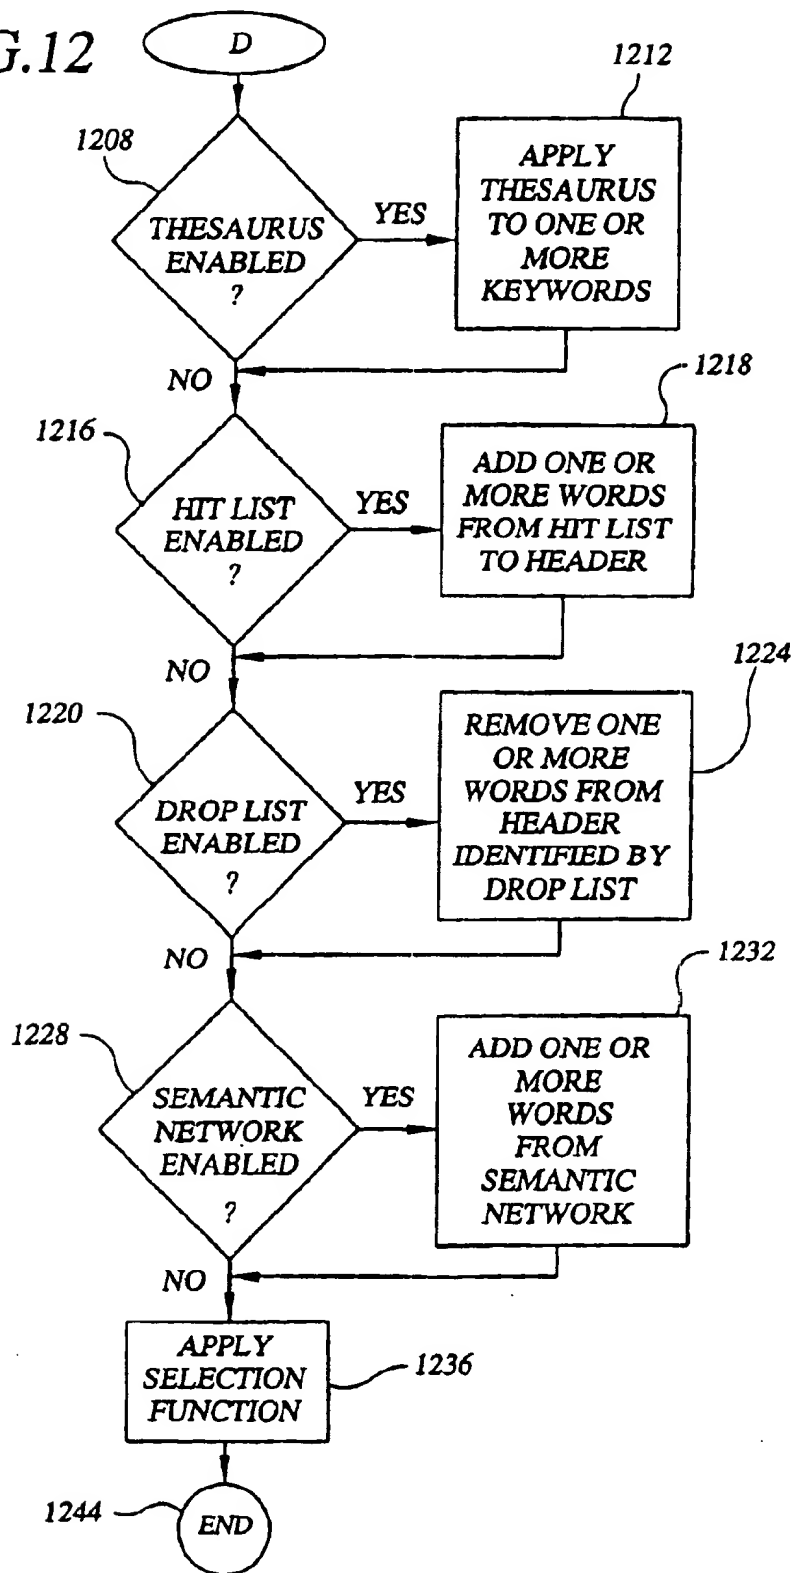 G.12
D
1208
THESAURUS
ENABLED
?
YES
1212
APPLY
THESAURUS
TO ONE OR
MORE
KEYWORDS
NO
1216
HIT LIST
ENABLED
?
YES
1218
ADD ONE OR
MORE WORDS
FROM HIT LIST
TO HEADER
NO
1220
DROP LIST
ENABLED
?
YES
1224
REMOVE ONE
OR MORE
WORDS FROM
HEADER
IDENTIFIED BY
DROP LIST
NO
1228
SEMANTIC
NETWORK
ENABLED
?
YES
1232
ADD ONE OR
MORE
WORDS
FROM
SEMANTIC
NETWORK
NO
APPLY
SELECTION
FUNCTION
1236
1244
END